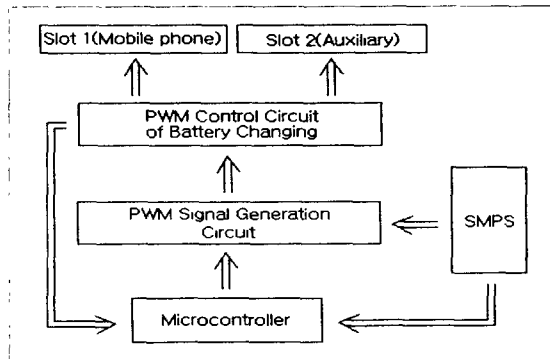 Slot 1(Mobile phone)
Slot 2(Auxiliary)
PWM Control Circuit
of Battery Changing
PWM Signal Generation
Circuit
SMPS
Microcontroller